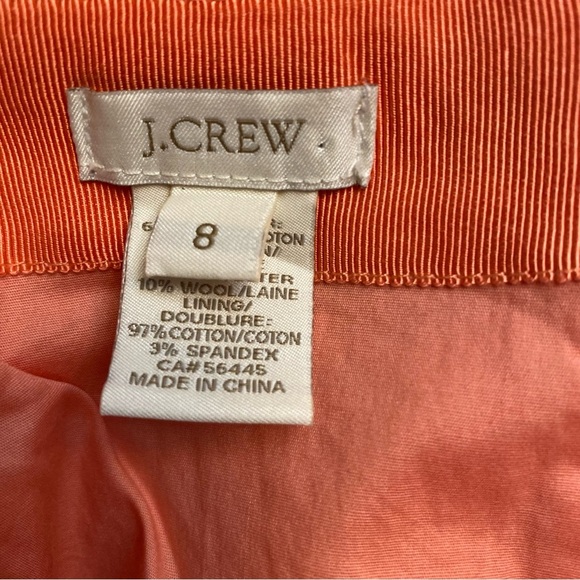 J.CREW
8
10% WOOL/LAINE
LINING/
DOUBLURE:
97% COTTON/COTON
3% SPANDEX
CA# 56445
MADE IN CHINA